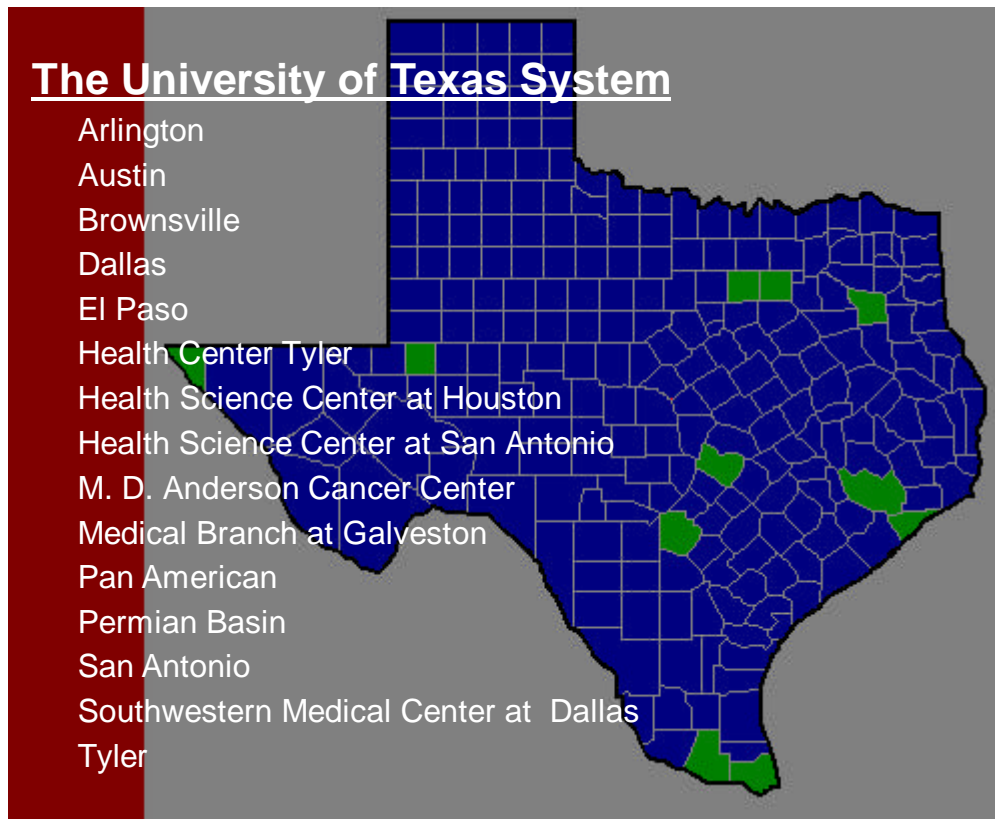 The University of Texas System
Arlington
Austin
Brownsville
Dallas
El Paso
Health Center Tyler
Health Science Center at Houston
Health Science Center at San Antonio
M. D. Anderson Cancer Center
Medical Branch at Galveston
Pan American
Permian Basin
San Antonio
Southwestern Medical Center at  Dallas
Tyler